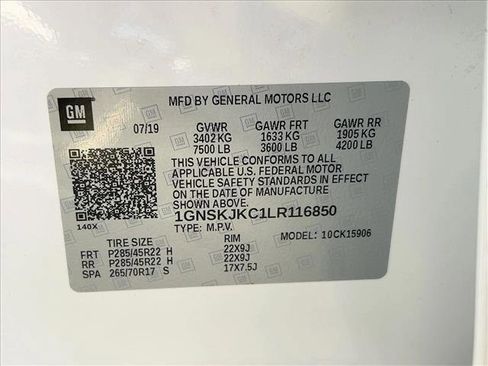 GM
MFD BY GENERAL MOTORS LLC
07/19 GVWR GAWR FRT GAWR RR
3402 KG 1633 KG 1905 KG
7500 LB 3600 LB 4200 LB
THIS VEHICLE CONFORMS TO ALL
APPLICABLE U.S. FEDERAL MOTOR
VEHICLE SAFETY AND THEFT PREVENTION
STANDARDS IN EFFECT ON THE DATE OF
MANUFACTURE SHOWN ABOVE.
1GNSKJKC1LR116850
140X TYPE: M.P.V. MODEL: 10CK15906
TIRE SIZE RIM
FRT P285/45R22 H 22X9J
RR P285/45R22 H 22X9J
SPA 265/70R17 S 17X7.5J